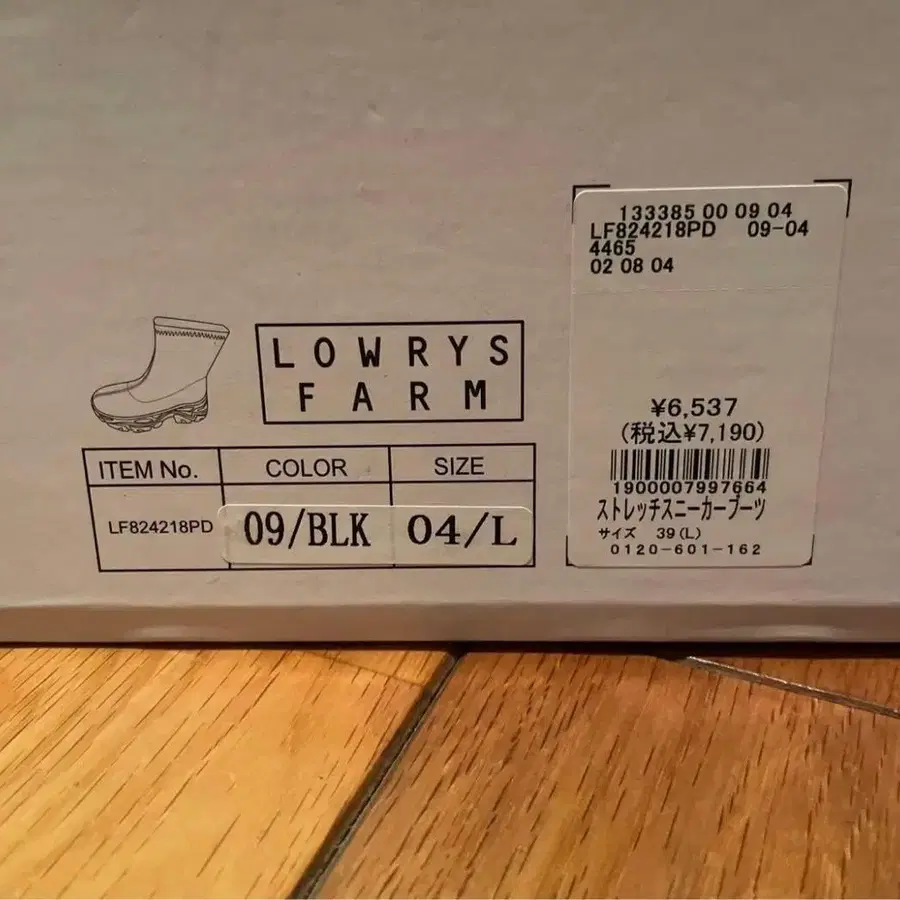 LOWRYS
FARM
ITEM No. COLOR SIZE
LF824218PD 09/BLK 04/L
133385 00 09 04
LF824218PD 09-04
4465
02 08 04
¥6,537
(税込¥7,190)
1900007997664
ストレッチスニーカーブーツ
サイズ 39(L)
0120-601-162